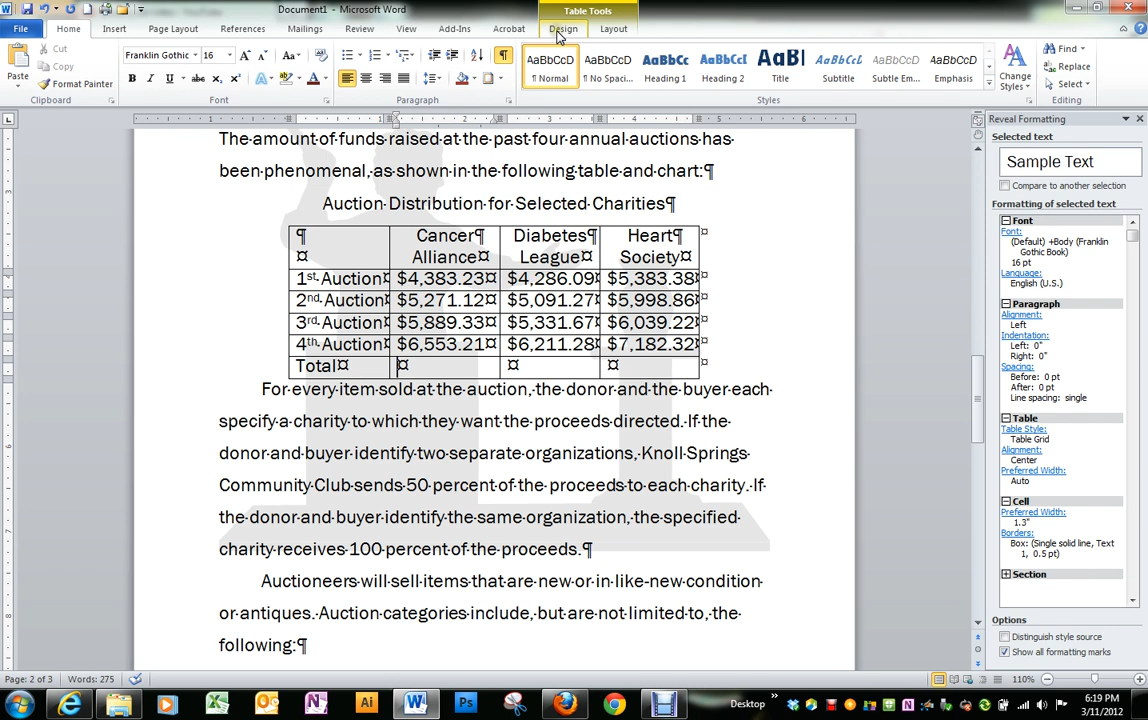 Document1 - Microsoft Word
Table Tools
File Home Insert Page Layout References Mailings Review View Add-Ins Acrobat Design Layout
Paste
Cut
Copy
Format Painter
Clipboard
Franklin Gothic 16
Font
Paragraph
AaBbCcD AaBbCcD AaBbCc AaBbCcD AaBl AaBbCcL AaBbCcD AaBbCcD
¶ Normal ¶ No Spaci... Heading 1 Heading 2 Title Subtitle Subtle Em... Emphasis
Change Styles
Styles
Find
Replace
Select
Editing
The amount of funds raised at the past four annual auctions has
been phenomenal, as shown in the following table and chart:¶
Auction Distribution for Selected Charities¶
¶ Cancer¶ Diabetes¶ Heart¶
Alliance League Society
1st Auction $4,383.23 $4,286.09 $5,383.38
2nd Auction $5,271.12 $5,091.27 $5,998.86
3rd Auction $5,889.33 $5,331.67 $6,039.22
4th Auction $6,553.21 $6,211.28 $7,182.32
Total
For every item sold at the auction, the donor and the buyer each
specify a charity to which they want the proceeds directed. If the
donor and buyer identify two separate organizations, Knoll Springs
Community Club sends 50 percent of the proceeds to each charity. If
the donor and buyer identify the same organization, the specified
charity receives 100 percent of the proceeds.¶
Auctioneers will sell items that are new or in like-new condition
or antiques. Auction categories include, but are not limited to, the
following:¶
Reveal Formatting
Selected text
Sample Text
Compare to another selection
Formatting of selected text
Font
Font:
(Default) +Body (Franklin
Gothic Book)
16 pt
Language:
English (U.S.)
Paragraph
Alignment:
Left
Indentation:
Left: 0"
Right: 0"
Spacing:
Before: 0 pt
After: 0 pt
Line spacing: single
Table
Table Style:
Table Grid
Alignment:
Center
Preferred Width:
Auto
Cell
Preferred Width:
1.3"
Borders:
Box: (Single solid line, Text
1, 0.5 pt)
Section
Options
Distinguish style source
Show all formatting marks
Page: 2 of 3 Words: 275 110%
Desktop
6:19 PM
3/11/2012